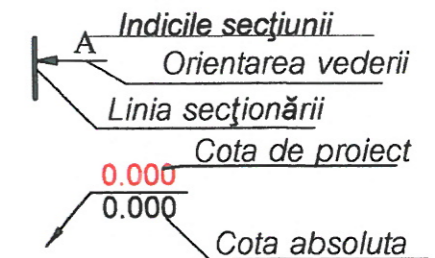 Indicile secţiunii
A
Orientarea vederii
Linia secţionării
Cota de proiect
0.000
0.000
Cota absoluta